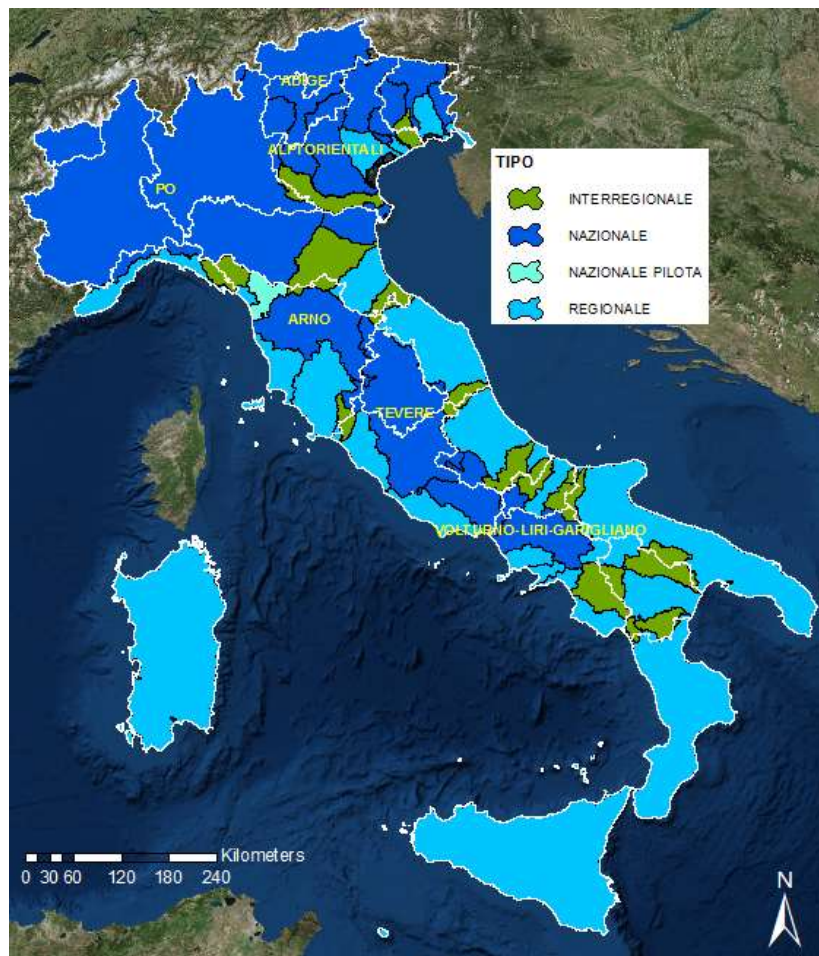 ADIGE
ALPI ORIENTALI
PO
ARNO
TEVERE
VOLTURNO-LIRI-GARIGLIANO
TIPO
INTERREGIONALE
NAZIONALE
NAZIONALE PILOTA
REGIONALE
Kilometers
0 30 60 120 180 240
N